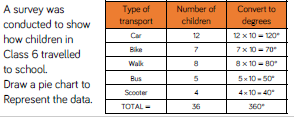 A survey was
conducted to show
how children in
Class 6 travelled
to school.
Draw a pie chart to
Represent the data.
Type of transport Number of children Convert to degrees
Car 12 12 x 10 = 120°
Bike 7 7 x 10 = 70°
Walk 8 8 x 10 = 80°
Bus 5 5 x 10 = 50°
Scooter 4 4 x 10 = 40°
TOTAL = 36 360°